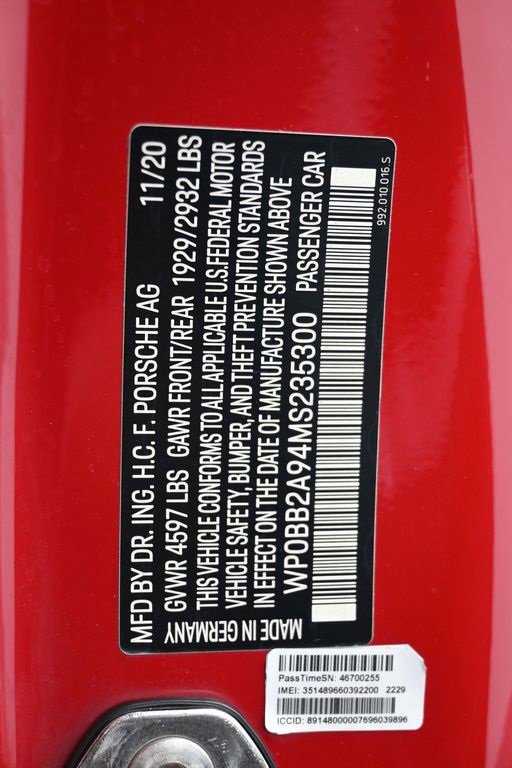 MFD BY DR. ING. H.C. F. PORSCHE AG 11/20
GVWR 4597 LBS GAWR FRONT/REAR 1929/2932 LBS
THIS VEHICLE CONFORMS TO ALL APPLICABLE U.S.FEDERAL MOTOR
VEHICLE SAFETY, BUMPER, AND THEFT PREVENTION STANDARDS
IN EFFECT ON THE DATE OF MANUFACTURE SHOWN ABOVE
WP0BB2A94MS235300 PASSENGER CAR
MADE IN GERMANY
992.010.016.S
PassTimeSN: 46700255
IMEI: 351489660392200 2229
ICCID: 89148000007696039896